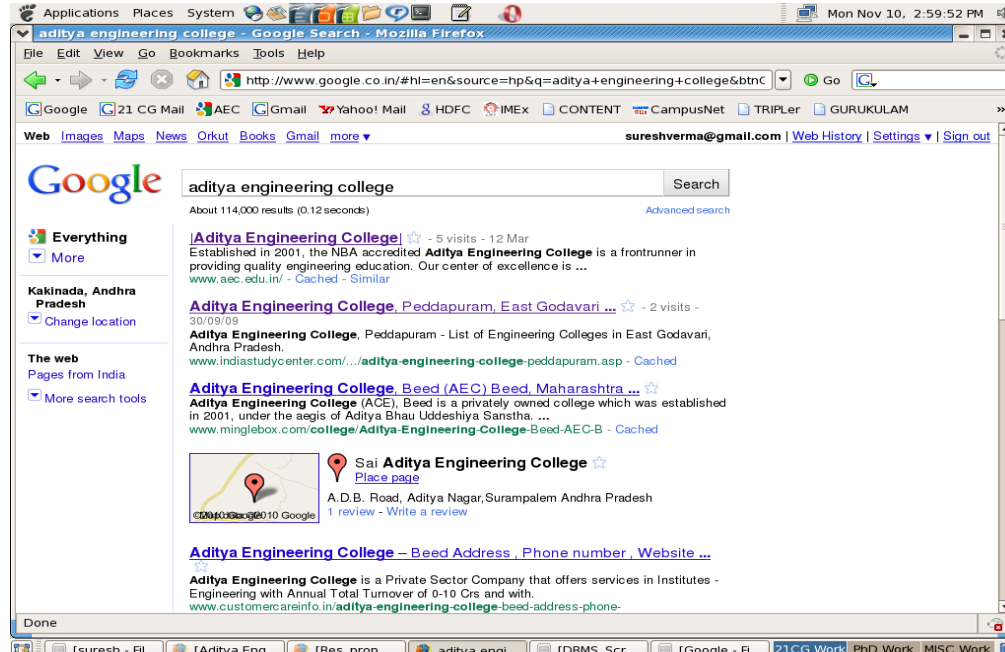 Applications Places System Mon Nov 10, 2:59:52 PM
aditya engineering college - Google Search - Mozilla Firefox
File Edit View Go Bookmarks Tools Help
http://www.google.co.in/#hl=en&source=hp&q=aditya+engineering+college&btnG Go G
Google 21 CG Mail AEC Gmail Yahoo! Mail HDFC IMEx CONTENT CampusNet TRIPLer GURUKULAM »
Web Images Maps News Orkut Books Gmail more ▾ sureshverma@gmail.com | Web History | Settings ▾ | Sign out
Google
aditya engineering college Search
About 114,000 results (0.12 seconds) Advanced search
Everything
More
Kakinada, Andhra
Pradesh
Change location
The web
Pages from India
More search tools
|Aditya Engineering College| - 5 visits - 12 Mar
Established in 2001, the NBA accredited Aditya Engineering College is a frontrunner in
providing quality engineering education. Our center of excellence is ...
www.aec.edu.in/ - Cached - Similar
Aditya Engineering College, Peddapuram, East Godavari ... - 2 visits -
30/09/09
Aditya Engineering College, Peddapuram - List of Engineering Colleges in East Godavari,
Andhra Pradesh.
www.indiastudycenter.com/.../aditya-engineering-college-peddapuram.asp - Cached
Aditya Engineering College, Beed (AEC) Beed, Maharashtra ...
Aditya Engineering College (ACE), Beed is a privately owned college which was established
in 2001, under the aegis of Aditya Bhau Uddeshiya Sanstha. ...
www.minglebox.com/college/Aditya-Engineering-College-Beed-AEC-B - Cached
Sai Aditya Engineering College
Place page
A.D.B. Road, Aditya Nagar,Surampalem Andhra Pradesh
1 review - Write a review
2010 Google
Aditya Engineering College – Beed Address , Phone number , Website ...
Aditya Engineering College is a Private Sector Company that offers services in Institutes -
Engineering with Annual Total Turnover of 0-10 Crs and with.
www.customercareinfo.in/aditya-engineering-college-beed-address-phone-
Done
[suresh - Fil... [Aditya Eng... [Res_prop... aditya engi... [DBMS_Scr... [Google - Fi... 21CG Work PhD Work MISC Work